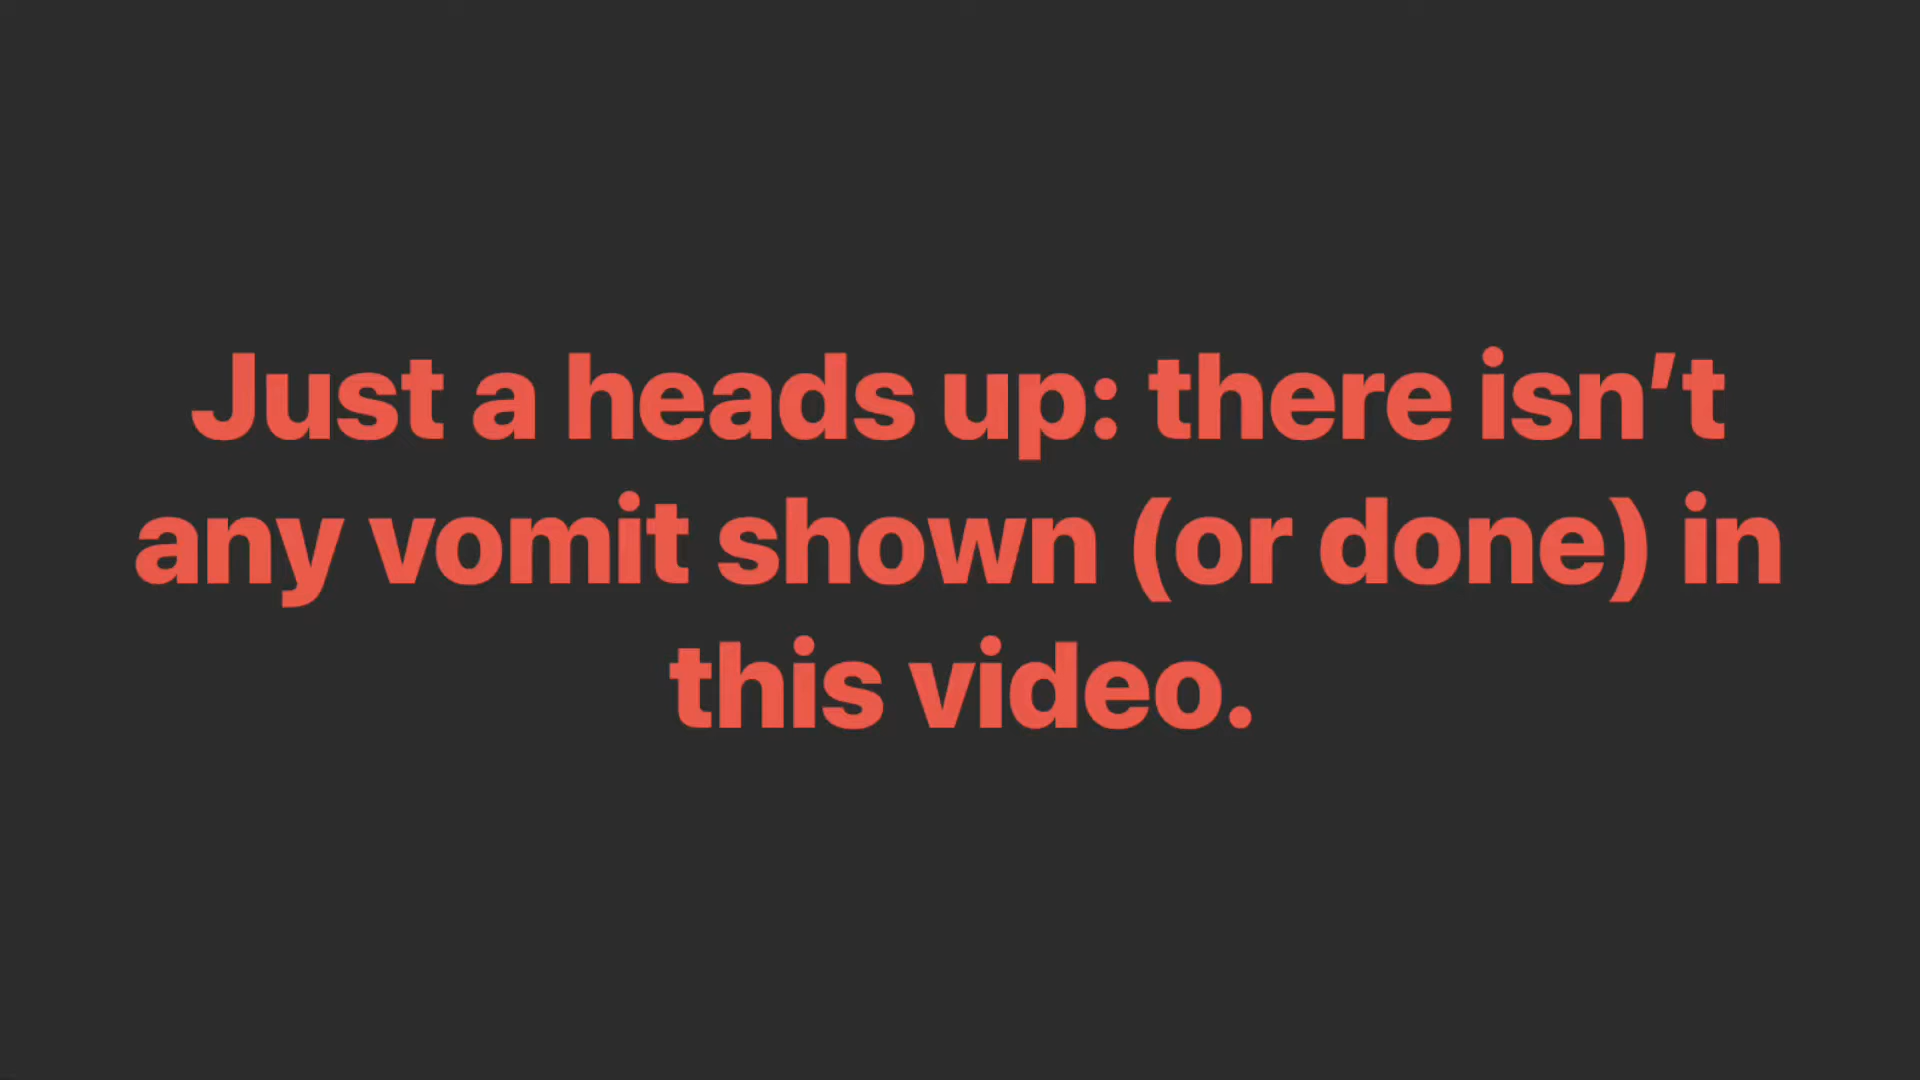 Just a heads up: there isn’t
any vomit shown (or done) in
this video.